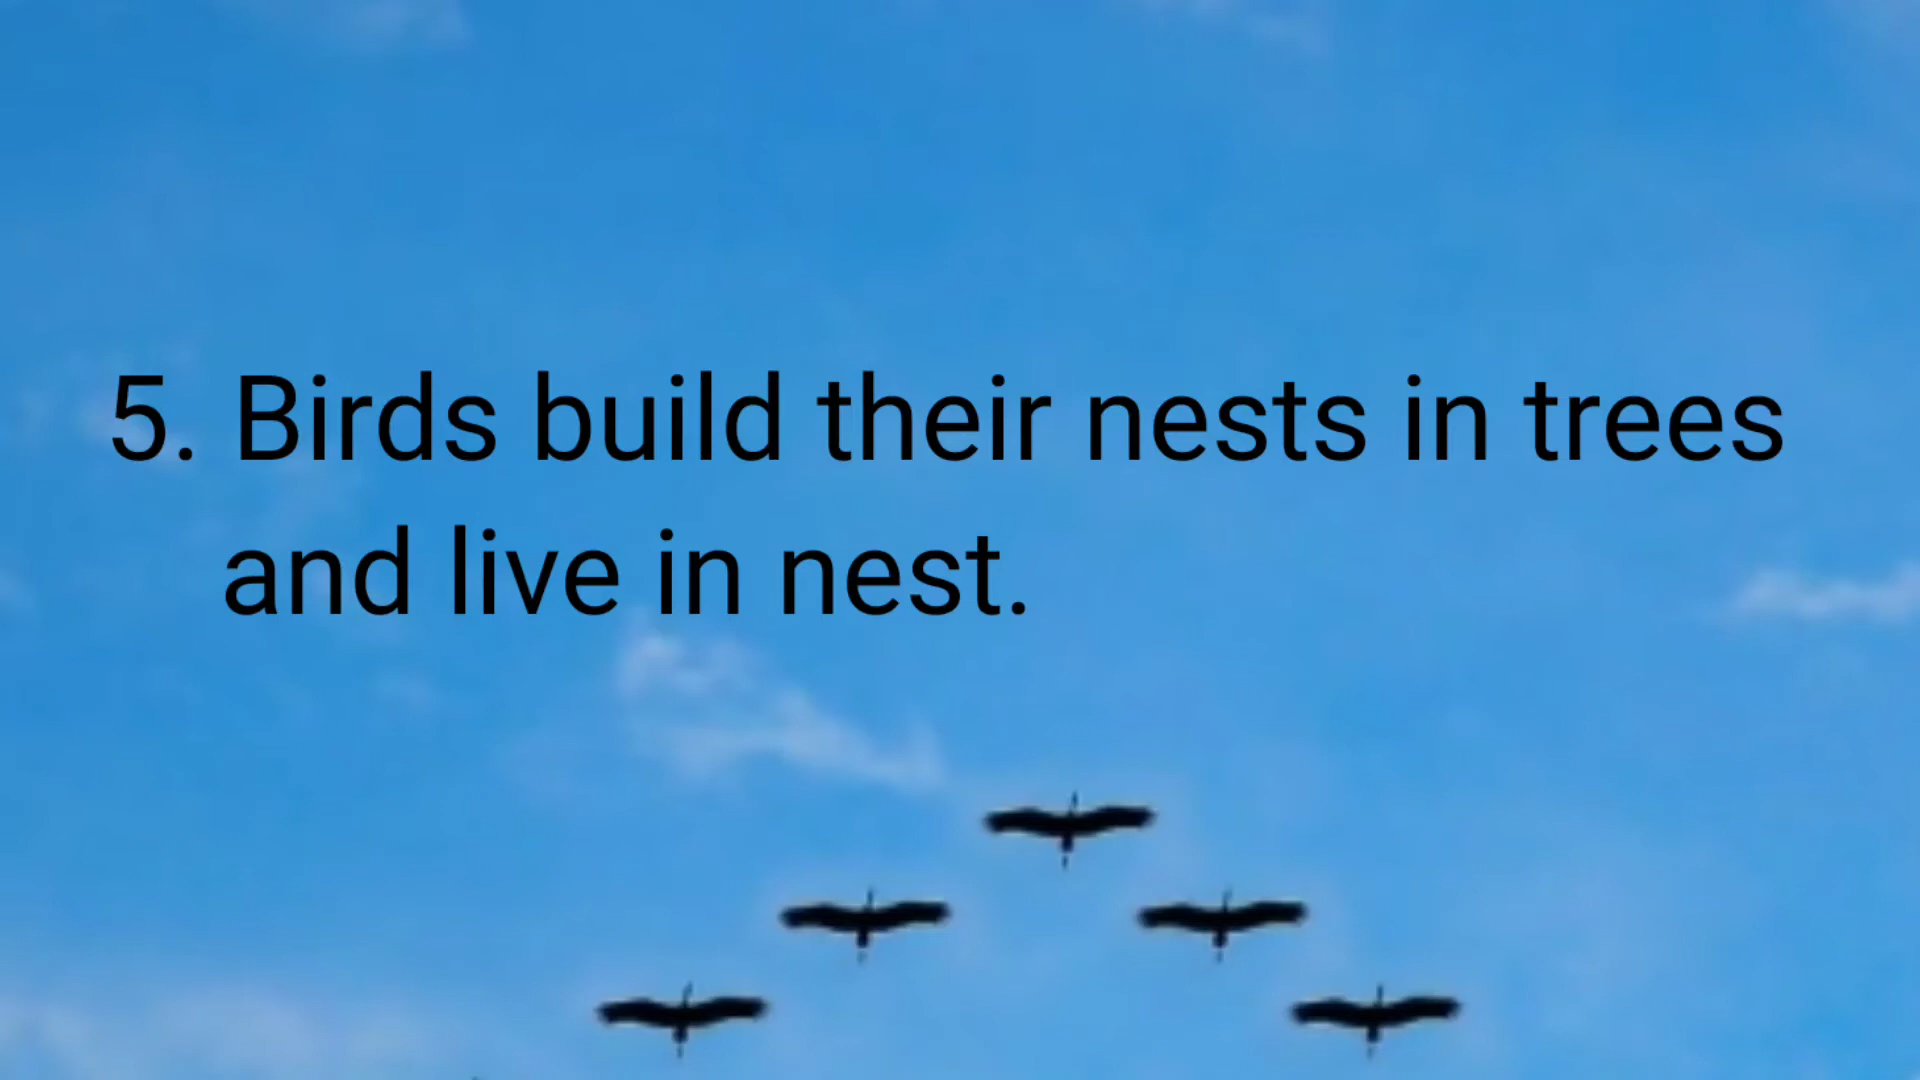 5. Birds build their nests in trees
and live in nest.